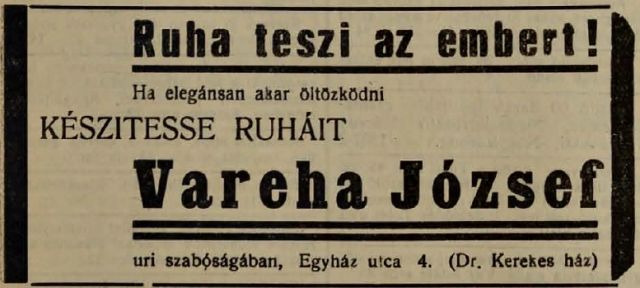 Ruha teszi az embert!
Ha elegánsan akar öltözködni
KÉSZITESSE RUHÁIT
Vareha József
uri szabóságában, Egyház utca 4. (Dr. Kerekes ház)